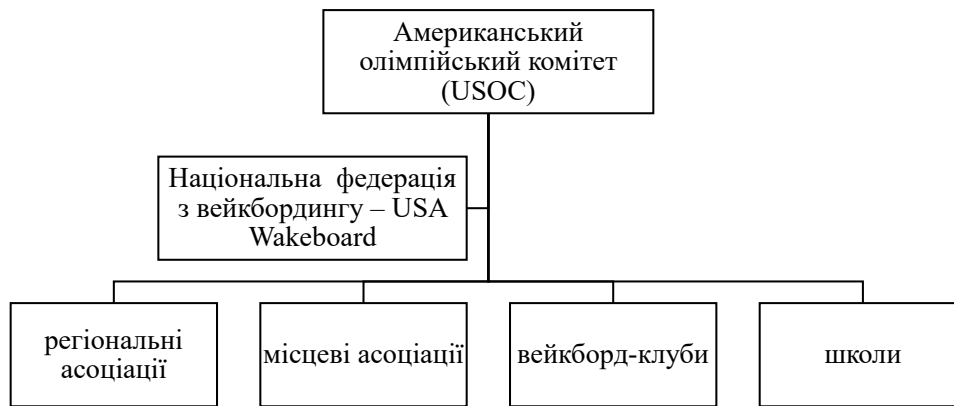 Американський
олімпійський комітет
(USOC)
Національна федерація
з вейкбордингу – USA
Wakeboard
регіональні
асоціації
місцеві асоціації
вейкборд-клуби
школи